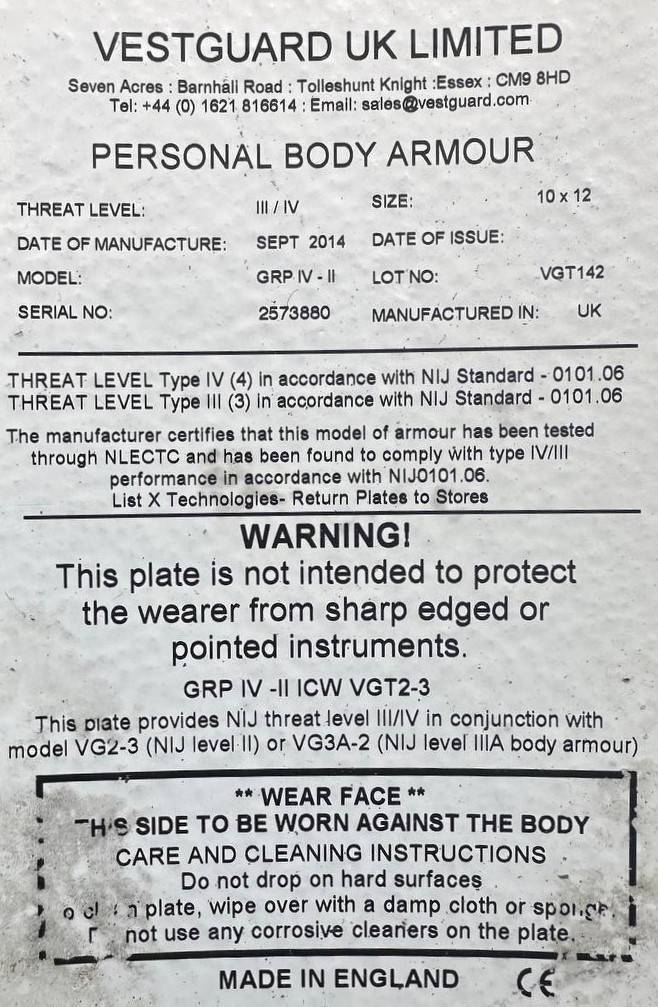 VESTGUARD UK LIMITED
Seven Acres : Barnhall Road : Tolleshunt Knight :Essex : CM9 8HD
Tel: +44 (0) 1621 816614 : Email: sales@vestguard.com
PERSONAL BODY ARMOUR
THREAT LEVEL: III / IV SIZE: 10 x 12
DATE OF MANUFACTURE: SEPT 2014 DATE OF ISSUE:
MODEL: GRP IV - II LOT NO: VGT142
SERIAL NO: 2573880 MANUFACTURED IN: UK
THREAT LEVEL Type IV (4) in accordance with NIJ Standard - 0101.06
THREAT LEVEL Type III (3) in accordance with NIJ Standard - 0101.06
The manufacturer certifies that this model of armour has been tested
through NLECTC and has been found to comply with type IV/III
performance in accordance with NIJ0101.06.
List X Technologies- Return Plates to Stores
WARNING!
This plate is not intended to protect
the wearer from sharp edged or
pointed instruments.
GRP IV -II ICW VGT2-3
This plate provides NIJ threat level III/IV in conjunction with
model VG2-3 (NIJ level II) or VG3A-2 (NIJ level IIIA body armour)
** WEAR FACE **
THIS SIDE TO BE WORN AGAINST THE BODY
CARE AND CLEANING INSTRUCTIONS
Do not drop on hard surfaces
plate, wipe over with a damp cloth or sponge.
not use any corrosive cleaners on the plate.
MADE IN ENGLAND CE